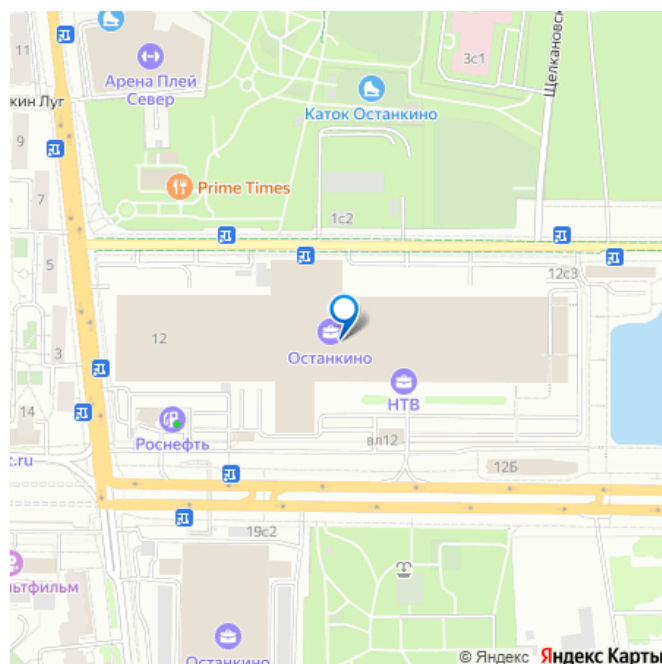 11
3с1
Щелкановск
Арена Плей
Север
кин Луг
Каток Останкино
9
Prime Times
7
1с2
5
12с3
12
3
Останкино
НТВ
14
Роснефть
вл12
12Б
19с2
льтфильм
Останкино
© Яндекс Яндекс Карты